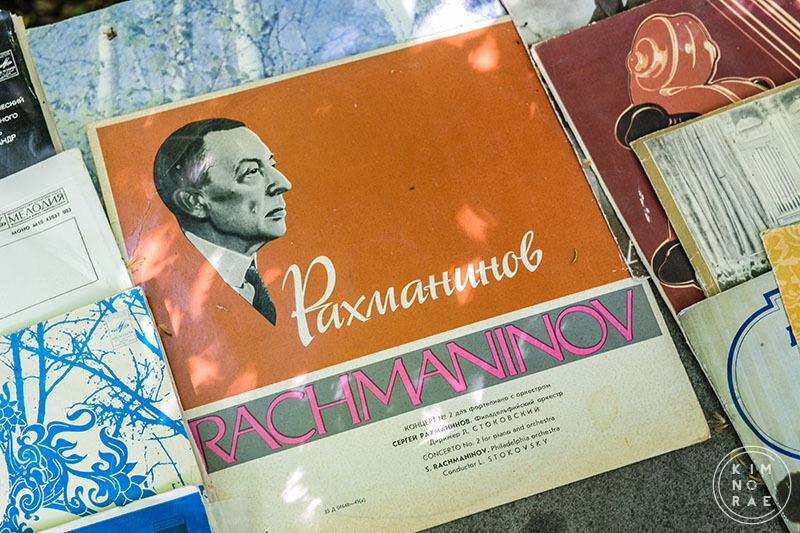 Рахманинов
RACHMANINOV
КОНЦЕРТ № 2 для фортепиано с оркестром
СЕРГЕЙ РАХМАНИНОВ, Филадельфийский оркестр
Дирижер Л. СТОКОВСКИЙ
CONCERTO No. 2 for piano and orchestra
S. RACHMANINOV, Philadelphia orchestra
Conductor L. STOKOVSKY
МЕЛОДИЯ
KIM
NO
RAE